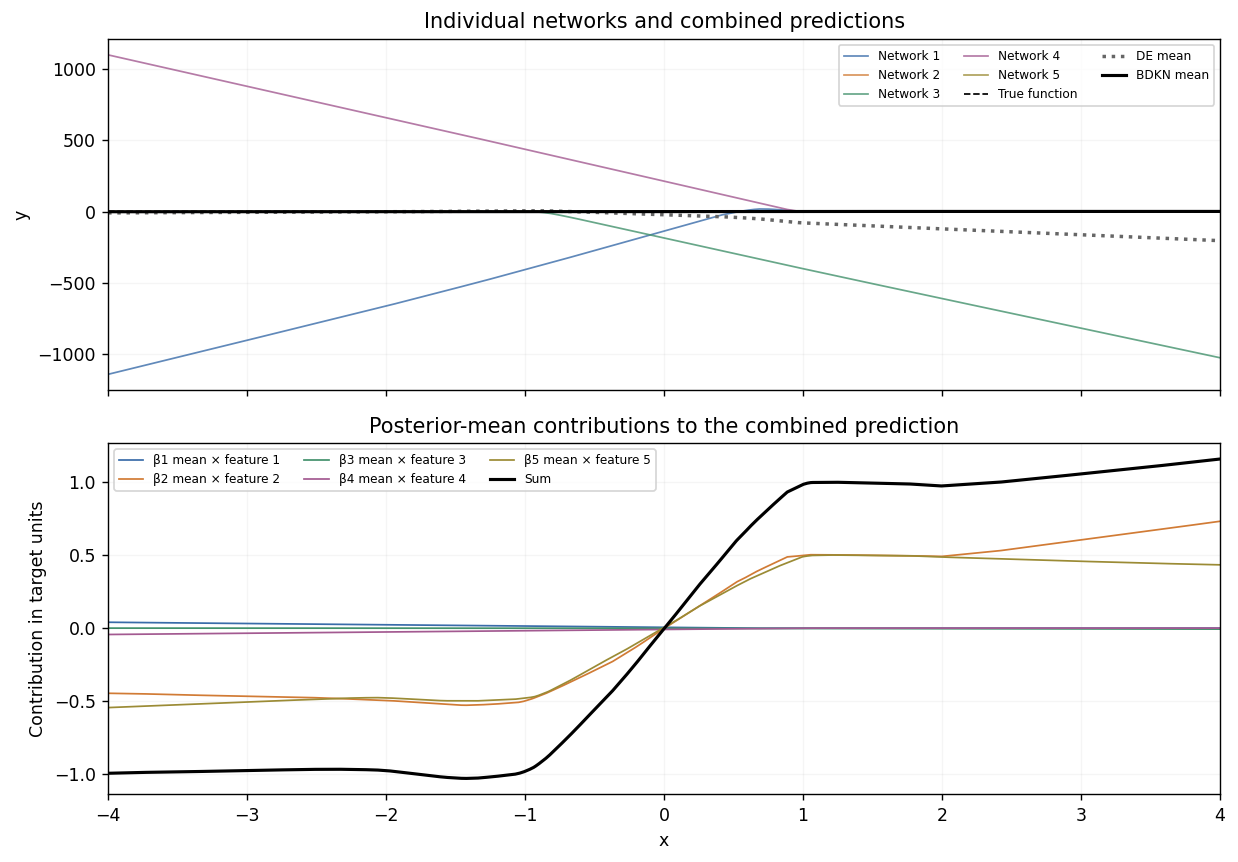 Individual networks and combined predictions
Network 1 Network 4 DE mean
Network 2 Network 5 BDKN mean
Network 3 True function
1000
500
0
−500
−1000
y
Posterior-mean contributions to the combined prediction
β1 mean × feature 1 β3 mean × feature 3 β5 mean × feature 5
β2 mean × feature 2 β4 mean × feature 4 Sum
1.0
0.5
0.0
−0.5
−1.0
Contribution in target units
−4 −3 −2 −1 0 1 2 3 4
x